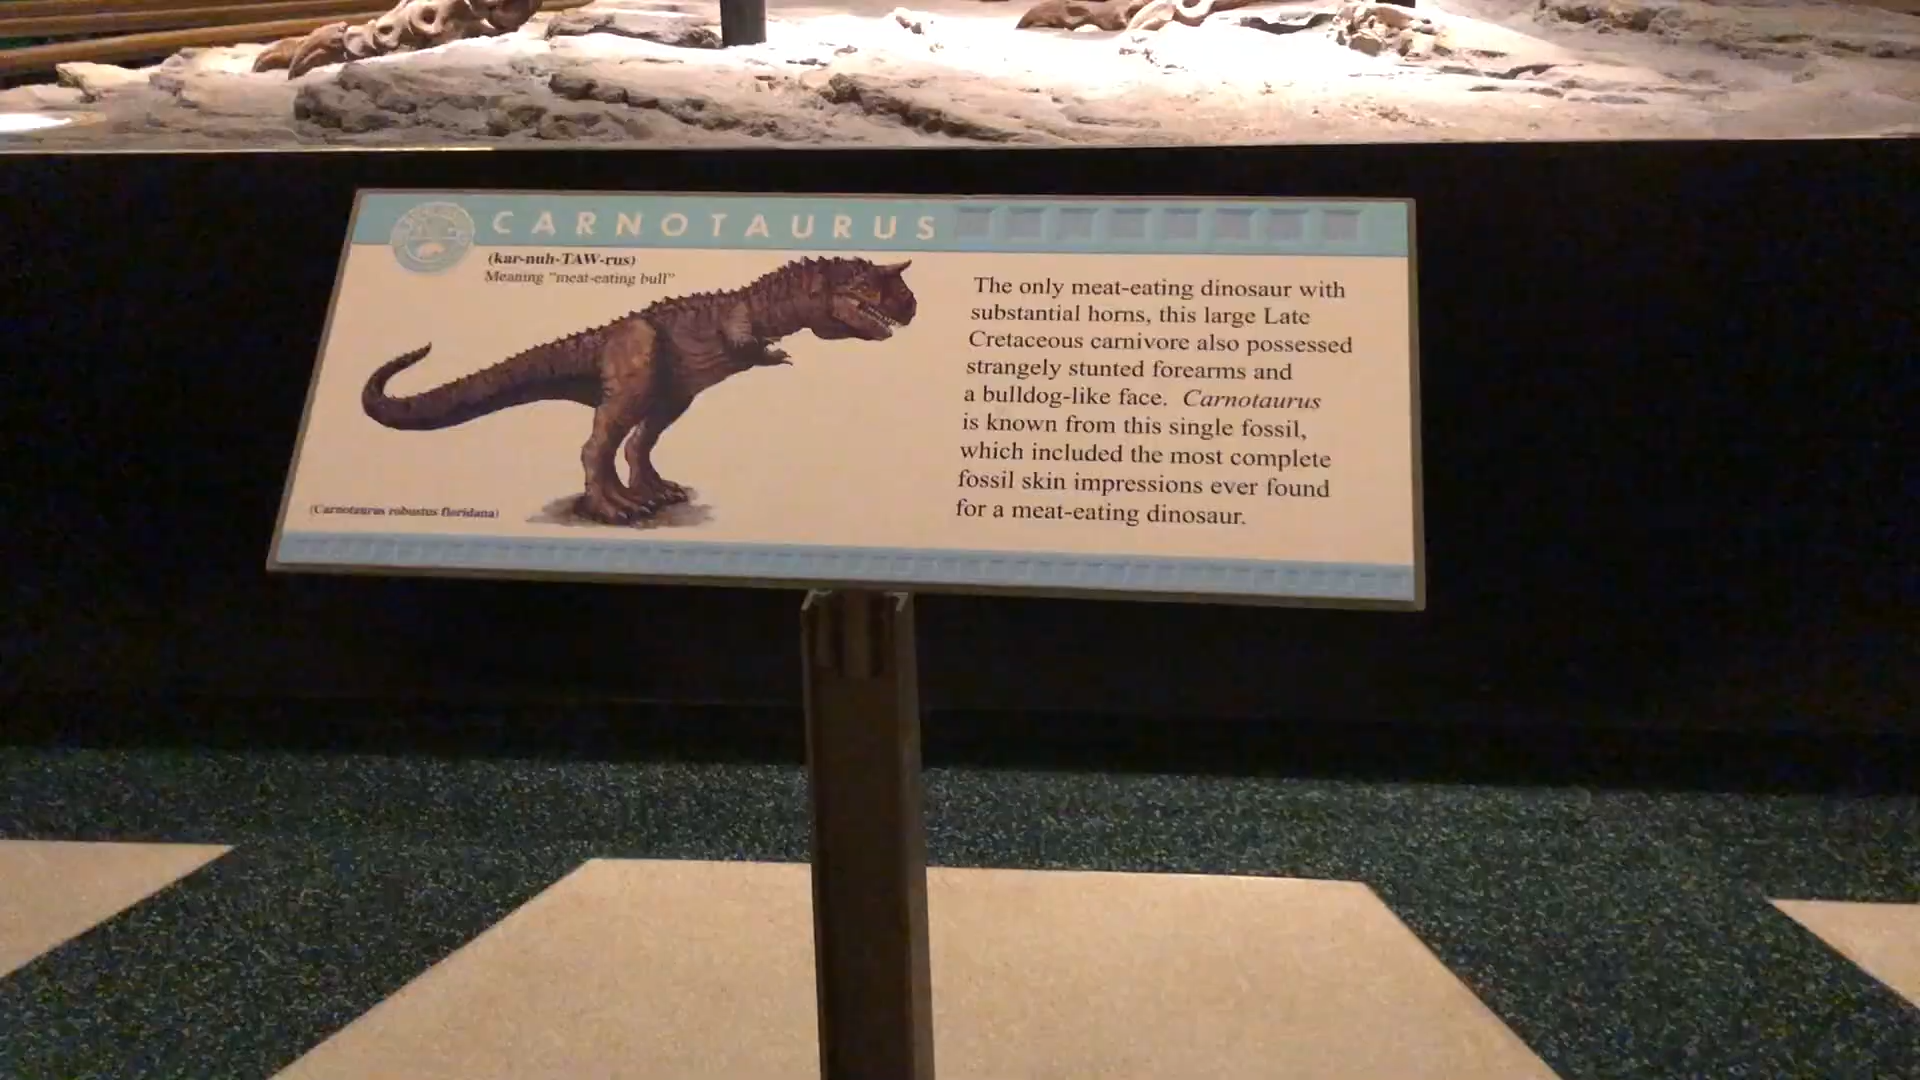 CARNOTAURUS
(kar-nuh-TAW-rus)
Meaning "meat-eating bull"
The only meat-eating dinosaur with
substantial horns, this large Late
Cretaceous carnivore also possessed
strangely stunted forearms and
a bulldog-like face. Carnotaurus
is known from this single fossil,
which included the most complete
fossil skin impressions ever found
for a meat-eating dinosaur.
(Carnotaurus robustus floridana)